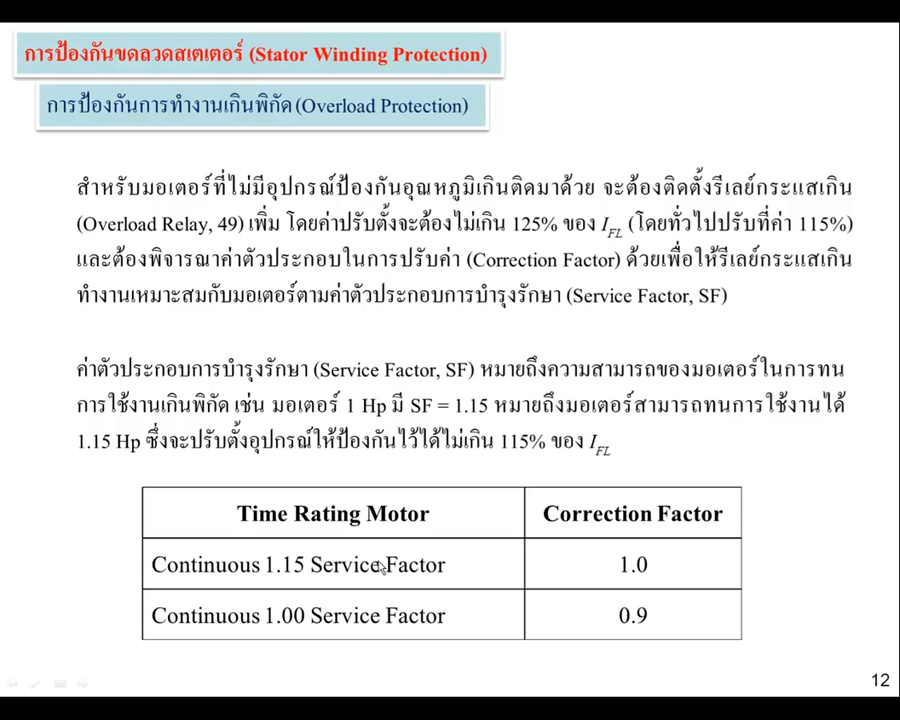 การป้องกันขดลวดสเตเตอร์ (Stator Winding Protection)
การป้องกันการทำงานเกินพิกัด (Overload Protection)
สำหรับมอเตอร์ที่ไม่มีอุปกรณ์ป้องกันอุณหภูมิเกินติดมาด้วย จะต้องติดตั้งรีเลย์กระแสเกิน
(Overload Relay, 49) เพิ่ม โดยค่าปรับตั้งจะต้องไม่เกิน 125% ของ I_FL (โดยทั่วไปปรับที่ค่า 115%)
และต้องพิจารณาค่าตัวประกอบในการปรับค่า (Correction Factor) ด้วยเพื่อให้รีเลย์กระแสเกิน
ทำงานเหมาะสมกับมอเตอร์ตามค่าตัวประกอบการบำรุงรักษา (Service Factor, SF)
ค่าตัวประกอบการบำรุงรักษา (Service Factor, SF) หมายถึงความสามารถของมอเตอร์ในการทน
การใช้งานเกินพิกัด เช่น มอเตอร์ 1 Hp มี SF = 1.15 หมายถึงมอเตอร์สามารถทนการใช้งานได้
1.15 Hp ซึ่งจะปรับตั้งอุปกรณ์ให้ป้องกันไว้ได้ไม่เกิน 115% ของ I_FL
Time Rating Motor Correction Factor
Continuous 1.15 Service Factor 1.0
Continuous 1.00 Service Factor 0.9
12